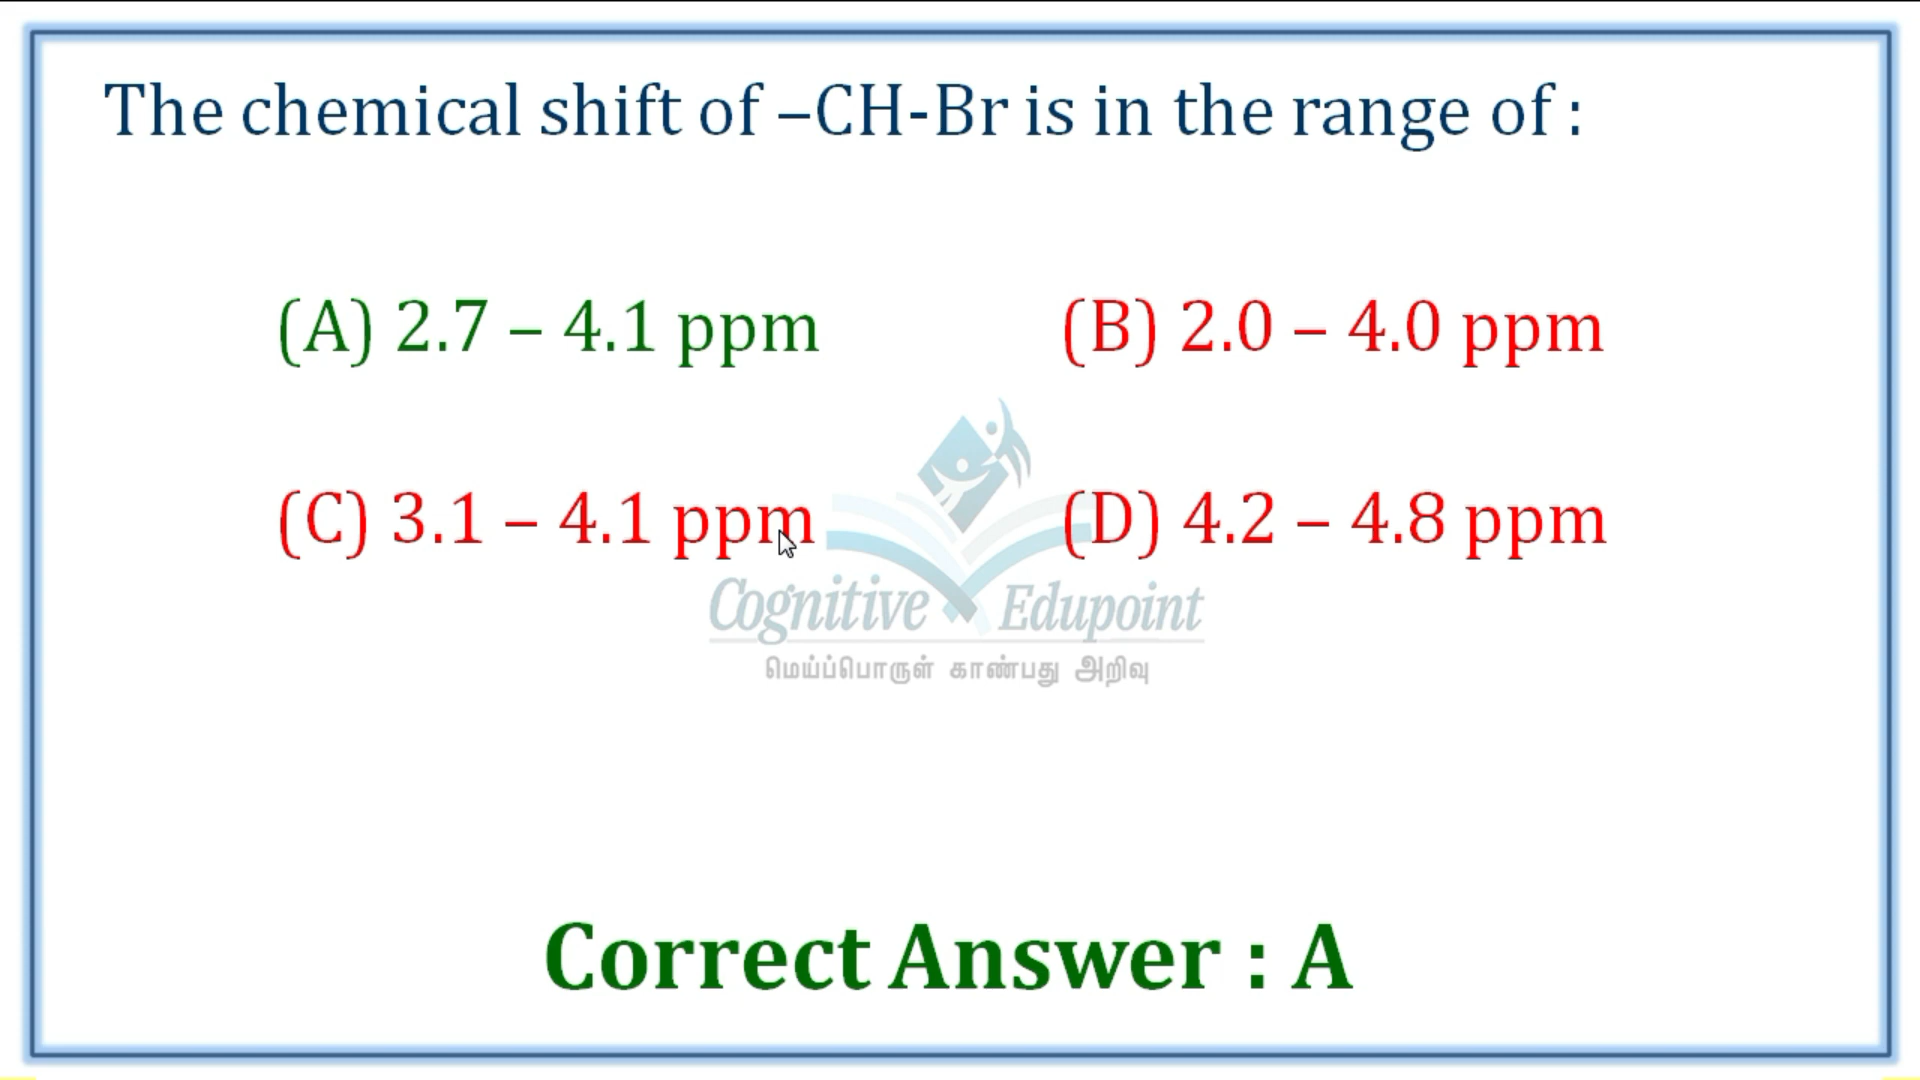 The chemical shift of –CH-Br is in the range of :
(A) 2.7 – 4.1 ppm (B) 2.0 – 4.0 ppm
(C) 3.1 – 4.1 ppm (D) 4.2 – 4.8 ppm
Cognitive Edupoint
மெய்ப்பொருள் காண்பது அறிவு
Correct Answer : A